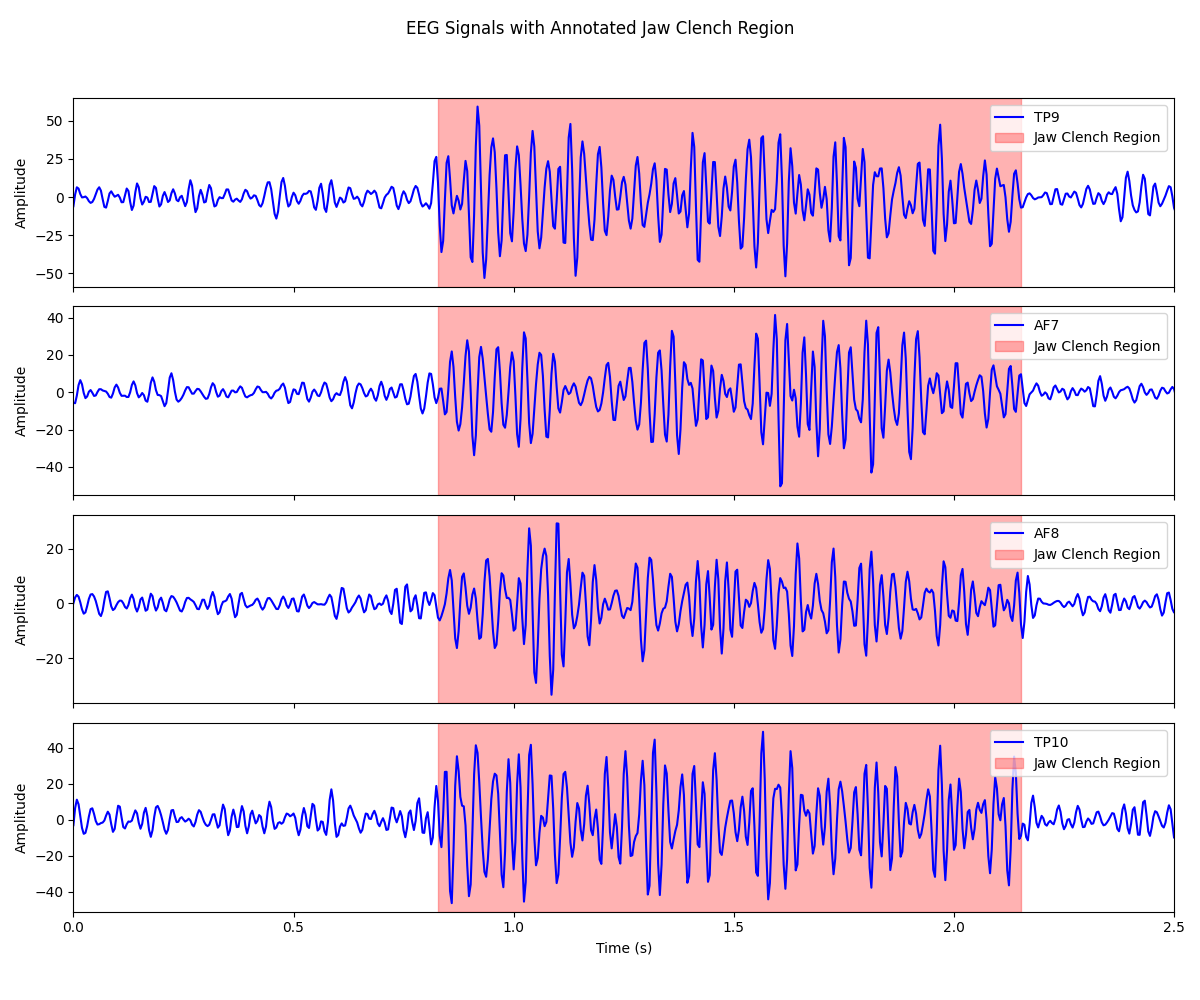 EEG Signals with Annotated Jaw Clench Region
Amplitude
50
25
0
−25
−50
TP9
Jaw Clench Region
Amplitude
40
20
0
−20
−40
AF7
Jaw Clench Region
Amplitude
20
0
−20
AF8
Jaw Clench Region
Amplitude
40
20
0
−20
−40
TP10
Jaw Clench Region
0.0 0.5 1.0 1.5 2.0 2.5
Time (s)